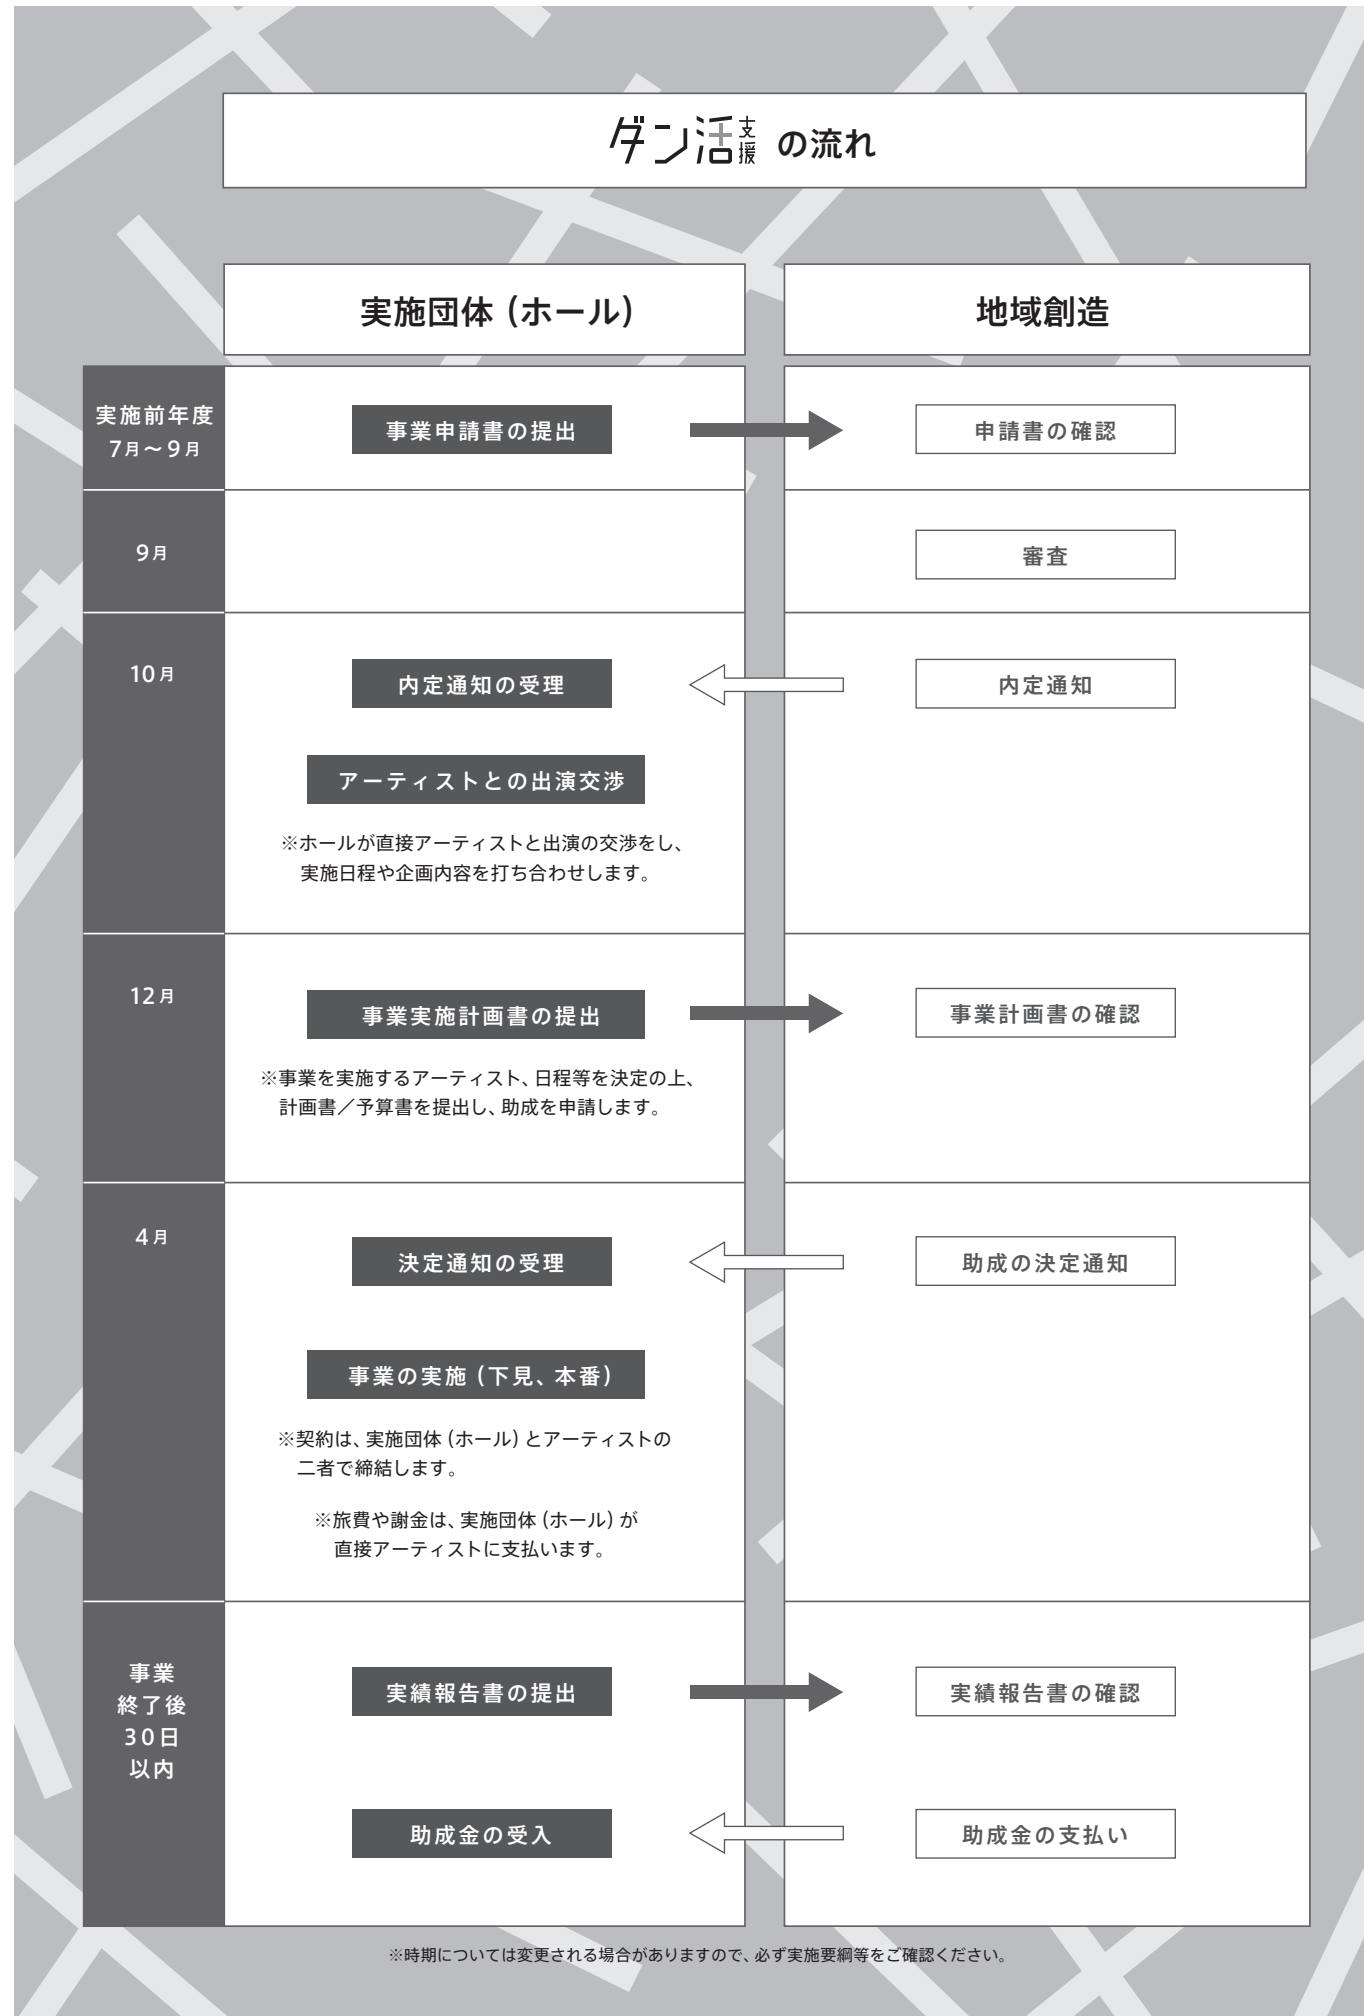 ダン活支援 の流れ
実施団体（ホール）
地域創造
実施前年度
7月～9月
事業申請書の提出
申請書の確認
9月
審査
10月
内定通知の受理
内定通知
アーティストとの出演交渉
※ホールが直接アーティストと出演の交渉をし、
実施日程や企画内容を打ち合わせします。
12月
事業実施計画書の提出
事業計画書の確認
※事業を実施するアーティスト、日程等を決定の上、
計画書／予算書を提出し、助成を申請します。
4月
決定通知の受理
助成の決定通知
事業の実施（下見、本番）
※契約は、実施団体（ホール）とアーティストの
二者で締結します。
※旅費や謝金は、実施団体（ホール）が
直接アーティストに支払います。
事業
終了後
30日
以内
実績報告書の提出
実績報告書の確認
助成金の受入
助成金の支払い
※時期については変更される場合がありますので、必ず実施要綱等をご確認ください。